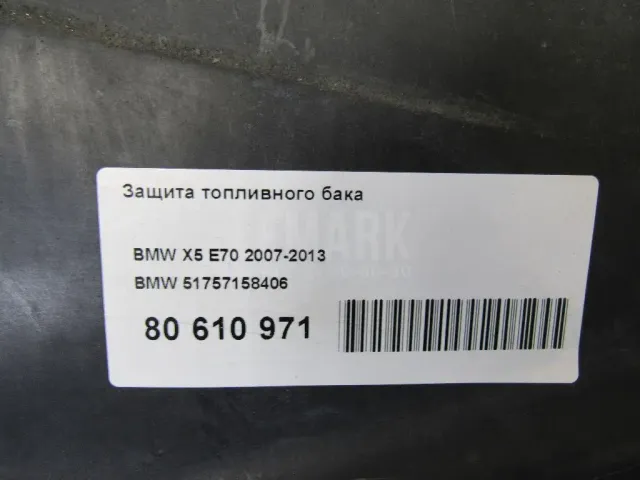 Защита топливного бака
BMW X5 E70 2007-2013
BMW 51757158406
80 610 971